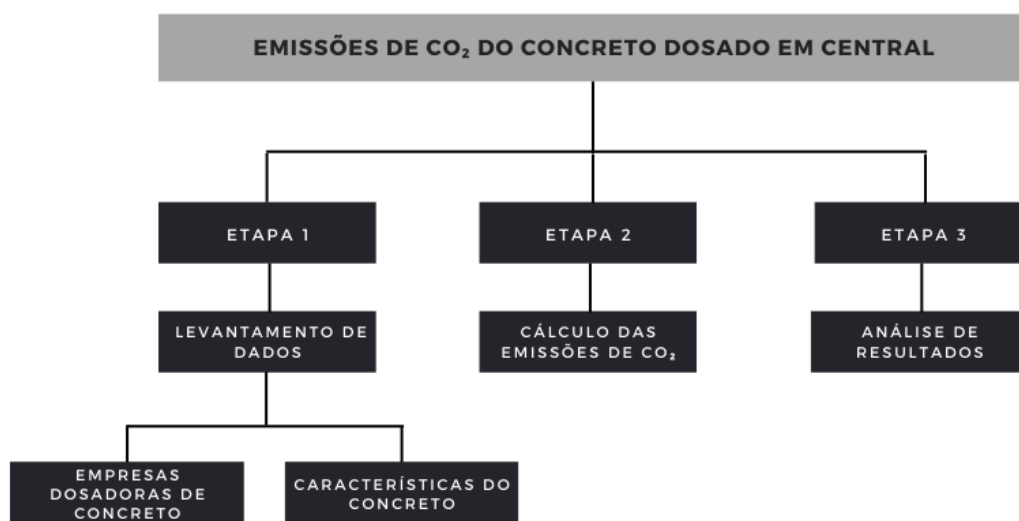 EMISSÕES DE CO₂ DO CONCRETO DOSADO EM CENTRAL
ETAPA 1
ETAPA 2
ETAPA 3
LEVANTAMENTO DE
DADOS
CÁLCULO DAS
EMISSÕES DE CO₂
ANÁLISE DE
RESULTADOS
EMPRESAS
DOSADORAS DE
CONCRETO
CARACTERÍSTICAS DO
CONCRETO